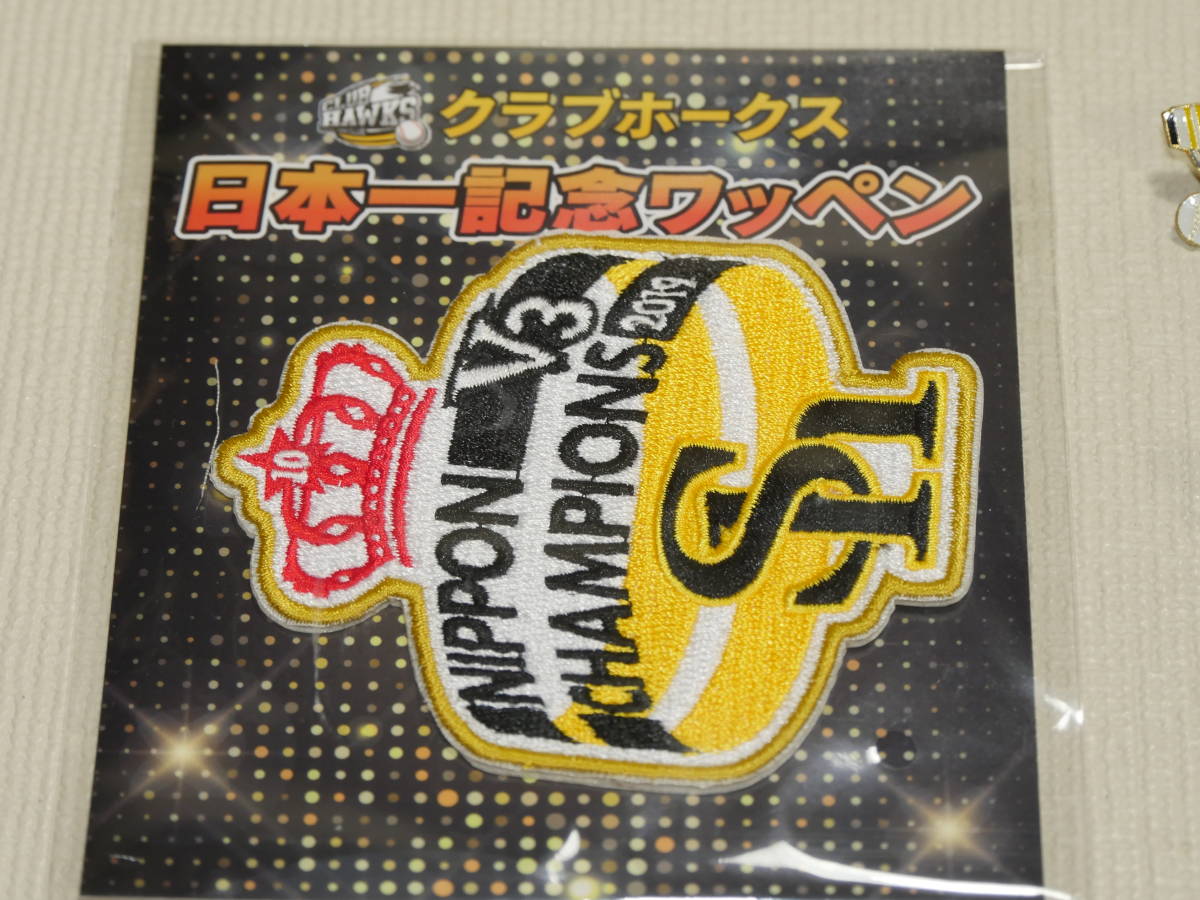 CLUB HAWKS
クラブホークス
日本一記念ワッペン
10
V3
NIPPON
CHAMPIONS
2019
SH